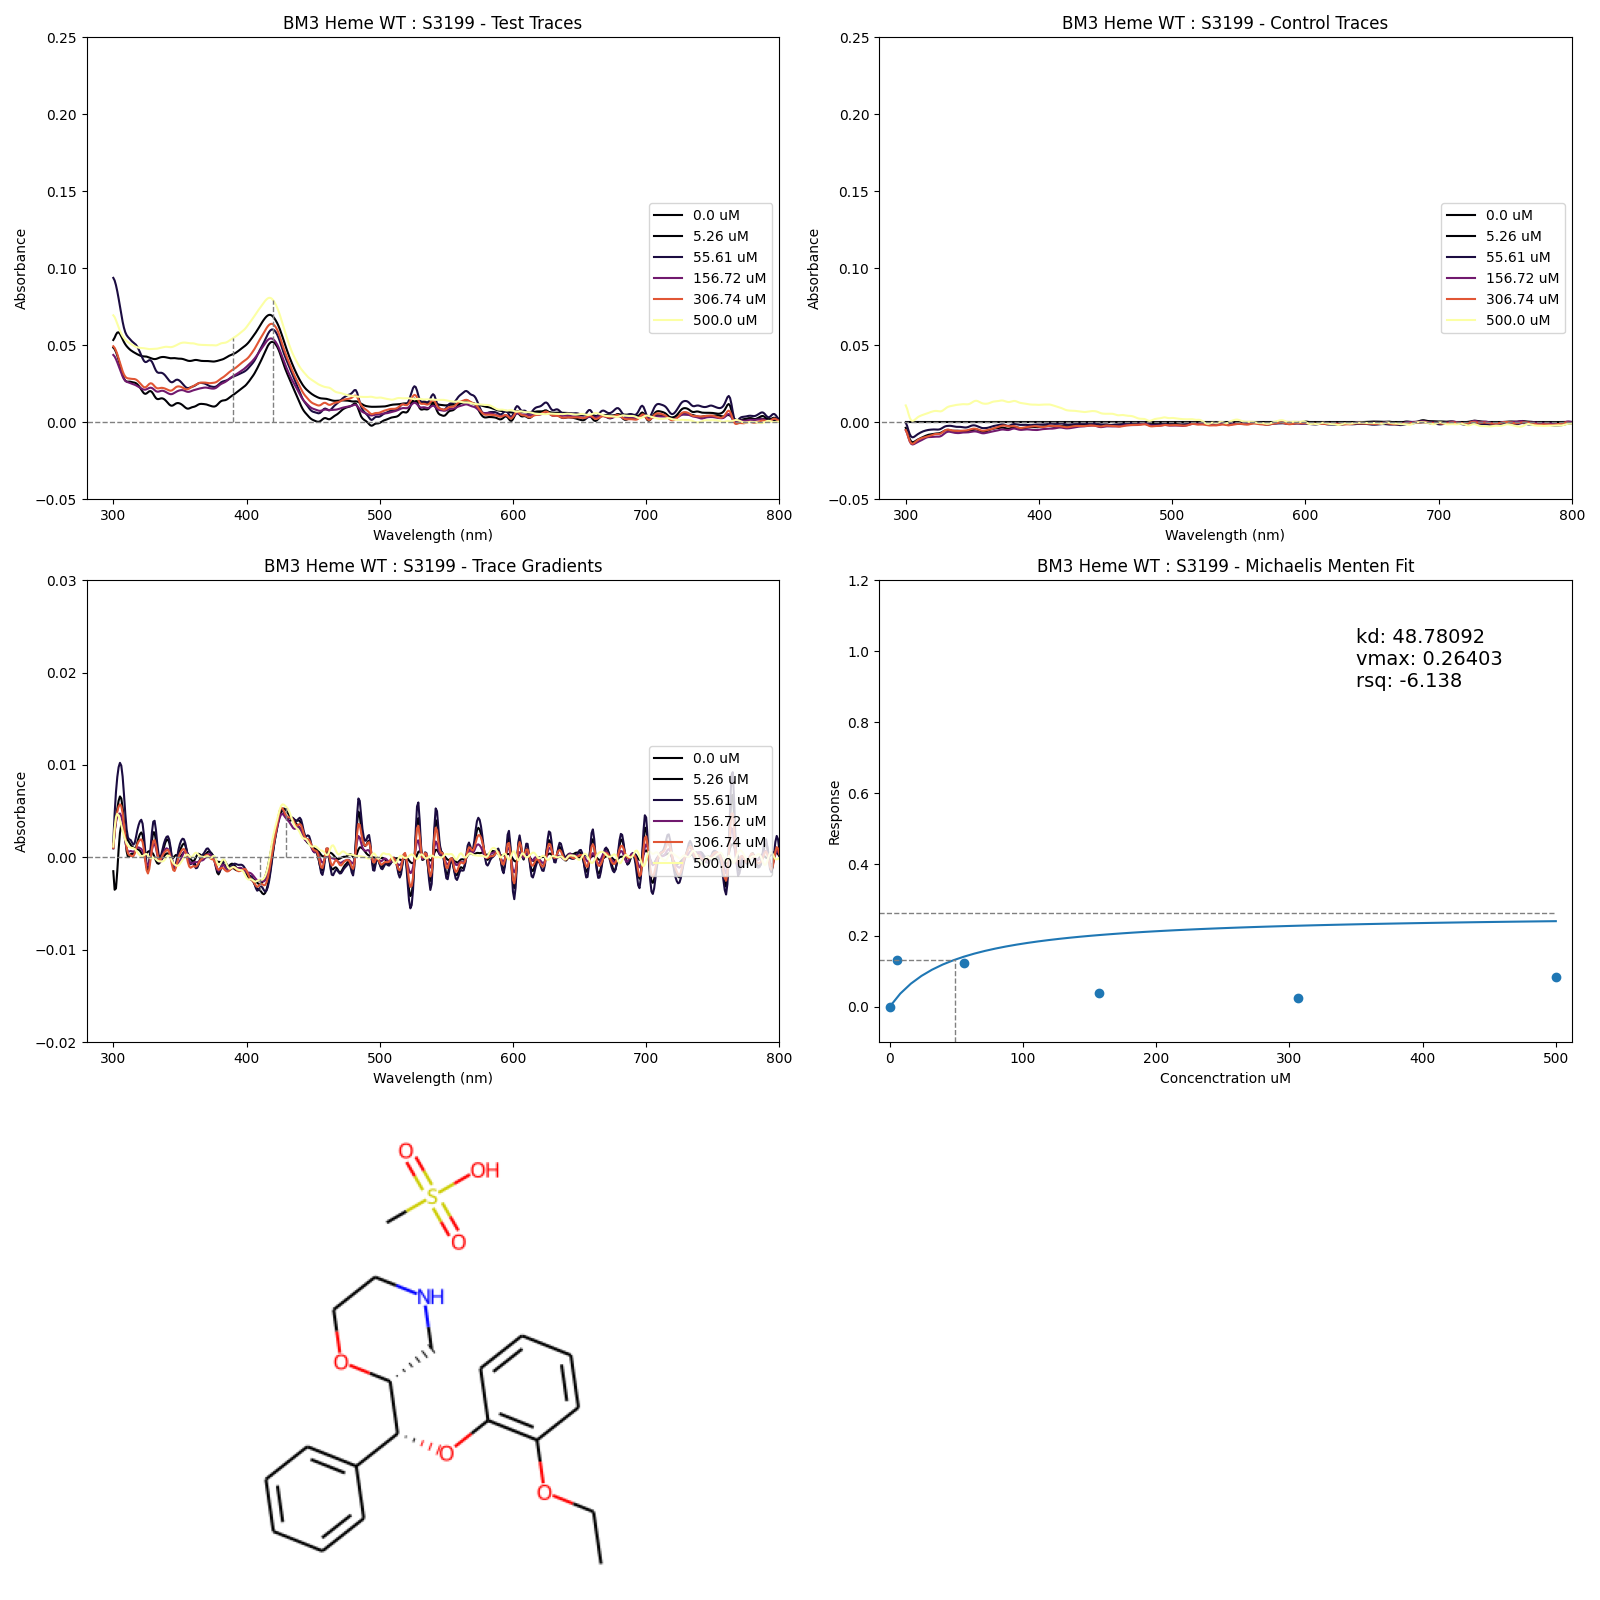 BM3 Heme WT : S3199 - Test Traces
0.25
0.20
0.15
0.10
0.05
0.00
−0.05
Absorbance
300 400 500 600 700 800
Wavelength (nm)
0.0 uM
5.26 uM
55.61 uM
156.72 uM
306.74 uM
500.0 uM
BM3 Heme WT : S3199 - Control Traces
0.25
0.20
0.15
0.10
0.05
0.00
−0.05
Absorbance
300 400 500 600 700 800
Wavelength (nm)
0.0 uM
5.26 uM
55.61 uM
156.72 uM
306.74 uM
500.0 uM
BM3 Heme WT : S3199 - Trace Gradients
0.03
0.02
0.01
0.00
−0.01
−0.02
Absorbance
300 400 500 600 700 800
Wavelength (nm)
0.0 uM
5.26 uM
55.61 uM
156.72 uM
306.74 uM
500.0 uM
BM3 Heme WT : S3199 - Michaelis Menten Fit
1.2
1.0
0.8
0.6
0.4
0.2
0.0
Response
0 100 200 300 400 500
Concenctration uM
kd: 48.78092
vmax: 0.26403
rsq: -6.138
O
OH
S
O
NH
O
O
O